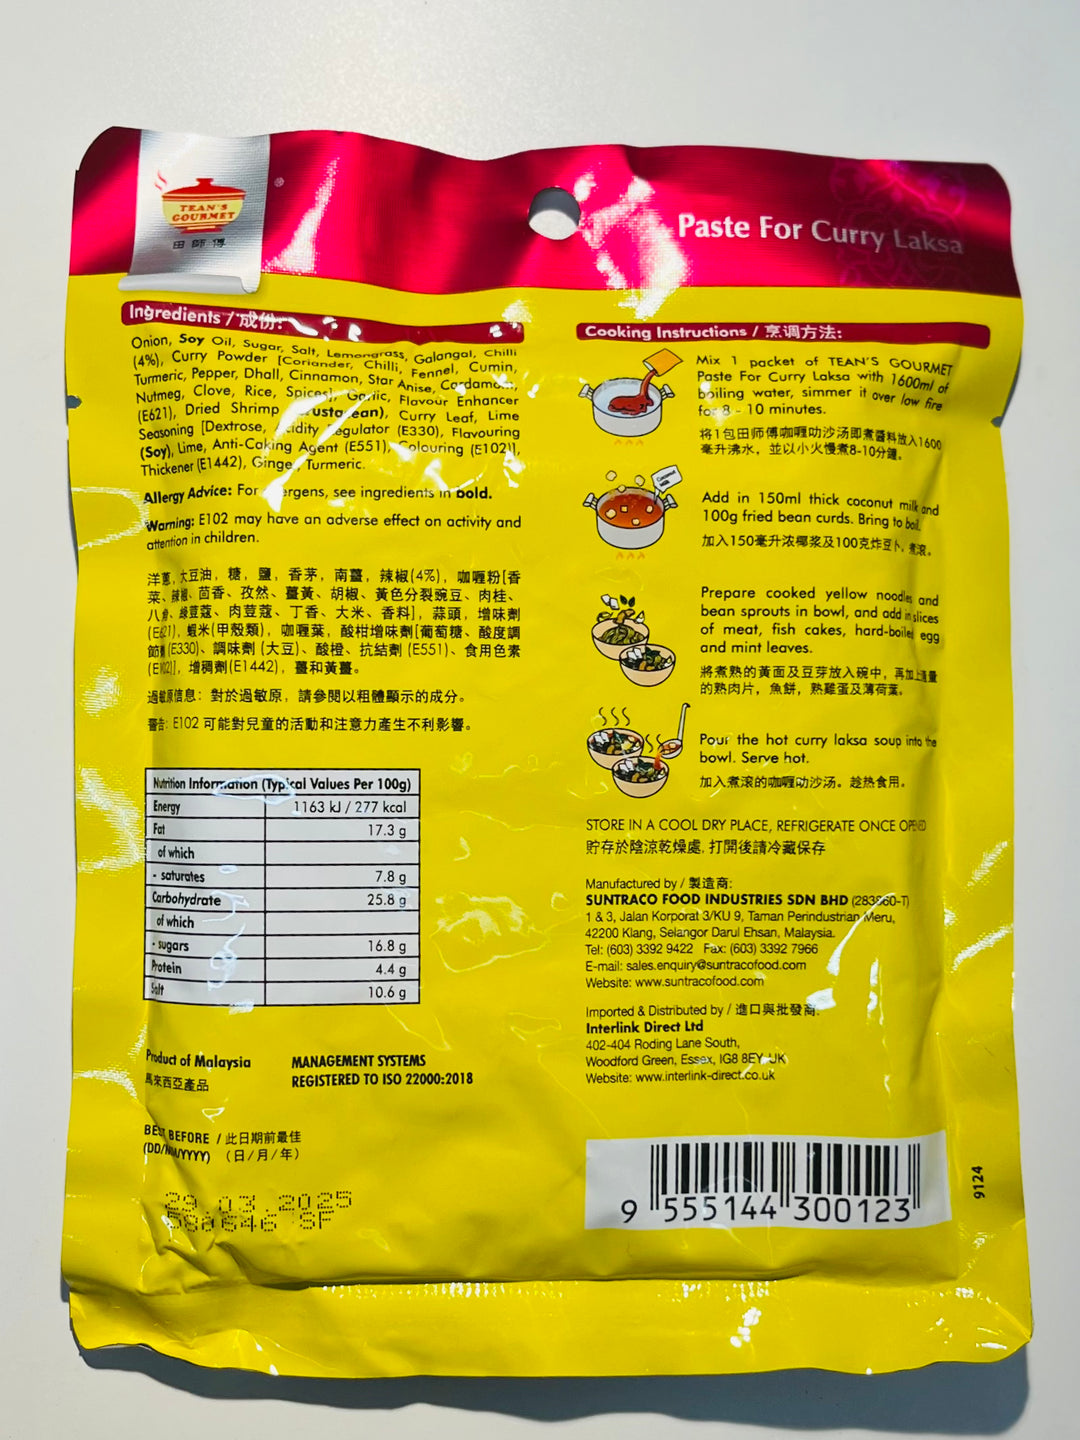 TEAN'S
GOURMET
田師傅
®
Paste For Curry Laksa
Ingredients / 成份:
Onion, Soy Oil, Sugar, Salt, Lemongrass, Galangal, Chilli
(4%), Curry Powder [Coriander, Chilli, Fennel, Cumin,
Turmeric, Pepper, Dhall, Cinnamon, Star Anise, Cardamom,
Nutmeg, Clove, Rice, Spices], Garlic, Flavour Enhancer
(E621), Dried Shrimp (Crustacean), Curry Leaf, Lime
Seasoning [Dextrose, Acidity Regulator (E330), Flavouring
(Soy), Lime, Anti-Caking Agent (E551), Colouring (E102)],
Thickener (E1442), Ginger, Turmeric.
Allergy Advice: For allergens, see ingredients in bold.
Warning: E102 may have an adverse effect on activity and
attention in children.
洋蔥, 大豆油, 糖, 鹽, 香茅, 南薑, 辣椒(4%), 咖喱粉[香
菜、辣椒、茴香、孜然、薑黃、胡椒、黃色分裂豌豆、肉桂、
八角、綠荳蔻、肉荳蔻、丁香、大米、香料], 蒜頭, 增味劑
(E621), 蝦米(甲殼類), 咖喱葉, 酸柑增味劑[葡萄糖、酸度調
節劑(E330)、調味劑 (大豆)、酸橙、抗結劑 (E551)、食用色素
(E102)], 增稠劑(E1442), 薑和黃薑.
過敏原信息: 對於過敏原, 請參閱以粗體顯示的成分。
警告: E102 可能對兒童的活動和注意力產生不利影響。
Nutrition Information (Typical Values Per 100g)
Energy 1163 kJ / 277 kcal
Fat 17.3 g
of which
- saturates 7.8 g
Carbohydrate 25.8 g
of which
- sugars 16.8 g
Protein 4.4 g
Salt 10.6 g
Product of Malaysia
馬來西亞產品
MANAGEMENT SYSTEMS
REGISTERED TO ISO 22000:2018
BEST BEFORE / 此日期前最佳
(DD/MM/YYYY) (日/月/年)
29.03.2025
580646 SF
Cooking Instructions / 烹调方法:
Mix 1 packet of TEAN'S GOURMET
Paste For Curry Laksa with 1600ml of
boiling water, simmer it over low fire
for 8 - 10 minutes.
将1包田师傅咖喱叻沙汤即煮醬料放入1600
毫升沸水, 並以小火慢煮8-10分鐘。
Coconut
Milk
Add in 150ml thick coconut milk and
100g fried bean curds. Bring to boil.
加入150毫升浓椰浆及100克炸豆卜, 煮滚。
Prepare cooked yellow noodles and
bean sprouts in bowl, and add in slices
of meat, fish cakes, hard-boiled egg
and mint leaves.
將煮熟的黃面及豆芽放入碗中, 再加上適量
的熟肉片, 魚餅, 熟雞蛋及薄荷葉。
Pour the hot curry laksa soup into the
bowl. Serve hot.
加入煮滚的咖喱叻沙汤。趁热食用。
STORE IN A COOL DRY PLACE, REFRIGERATE ONCE OPENED
貯存於陰涼乾燥處, 打開後請冷藏保存
Manufactured by / 製造商:
SUNTRACO FOOD INDUSTRIES SDN BHD (283860-T)
1 & 3, Jalan Korporat 3/KU 9, Taman Perindustrian Meru,
42200 Klang, Selangor Darul Ehsan, Malaysia.
Tel: (603) 3392 9422 Fax: (603) 3392 7966
E-mail: sales.enquiry@suntracofood.com
Website: www.suntracofood.com
Imported & Distributed by / 進口與批發商:
Interlink Direct Ltd
402-404 Roding Lane South,
Woodford Green, Essex, IG8 8EY UK
Website: www.interlink-direct.co.uk
9 555144 300123
9124